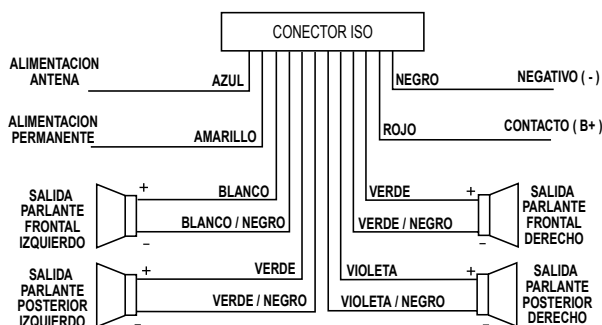 CONECTOR ISO
ALIMENTACION
ANTENA
AZUL
NEGRO
NEGATIVO ( - )
ALIMENTACION
PERMANENTE
AMARILLO
ROJO
CONTACTO ( B+ )
SALIDA
PARLANTE
FRONTAL
IZQUIERDO
+
BLANCO
BLANCO / NEGRO
–
VERDE
VERDE / NEGRO
+
–
SALIDA
PARLANTE
FRONTAL
DERECHO
SALIDA
PARLANTE
POSTERIOR
IZQUIERDO
+
VERDE
VERDE / NEGRO
–
VIOLETA
VIOLETA / NEGRO
+
–
SALIDA
PARLANTE
POSTERIOR
DERECHO